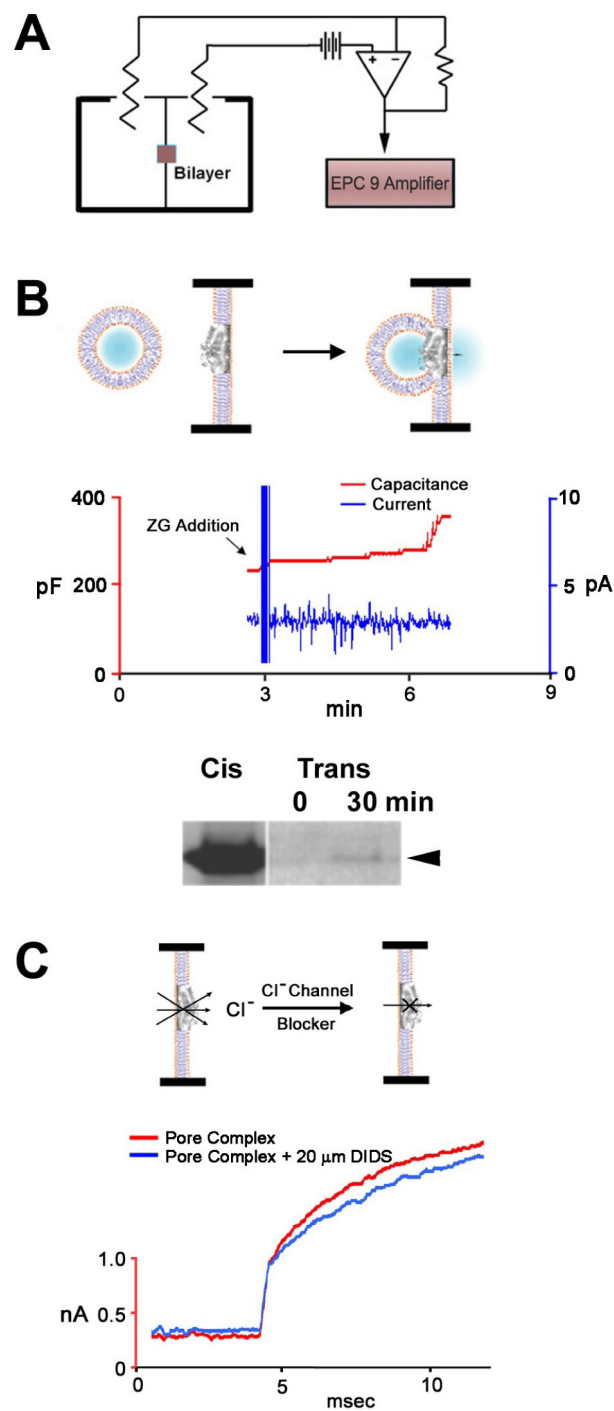 A
+ −
Bilayer
EPC 9 Amplifier
B
Capacitance
Current
400
200
0
pF
ZG Addition
10
5
0
pA
0 3 6 9
min
Cis Trans
0 30 min
C
Cl⁻
Cl⁻ Channel
Blocker
Pore Complex
Pore Complex + 20 μm DIDS
1.0
nA 0.5
0
0 5 10
msec